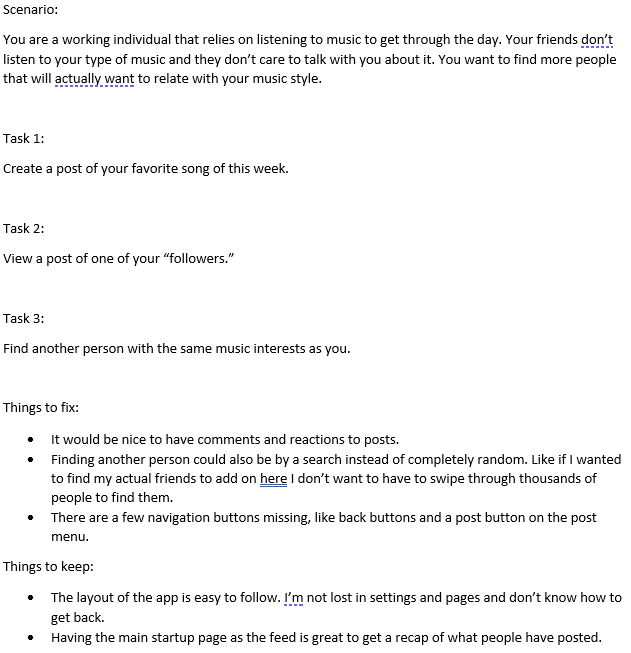 Scenario:
You are a working individual that relies on listening to music to get through the day. Your friends don’t
listen to your type of music and they don’t care to talk with you about it. You want to find more people
that will actually want to relate with your music style.
Task 1:
Create a post of your favorite song of this week.
Task 2:
View a post of one of your “followers.”
Task 3:
Find another person with the same music interests as you.
Things to fix:
• It would be nice to have comments and reactions to posts.
• Finding another person could also be by a search instead of completely random. Like if I wanted
to find my actual friends to add on here I don’t want to have to swipe through thousands of
people to find them.
• There are a few navigation buttons missing, like back buttons and a post button on the post
menu.
Things to keep:
• The layout of the app is easy to follow. I’m not lost in settings and pages and don’t know how to
get back.
• Having the main startup page as the feed is great to get a recap of what people have posted.